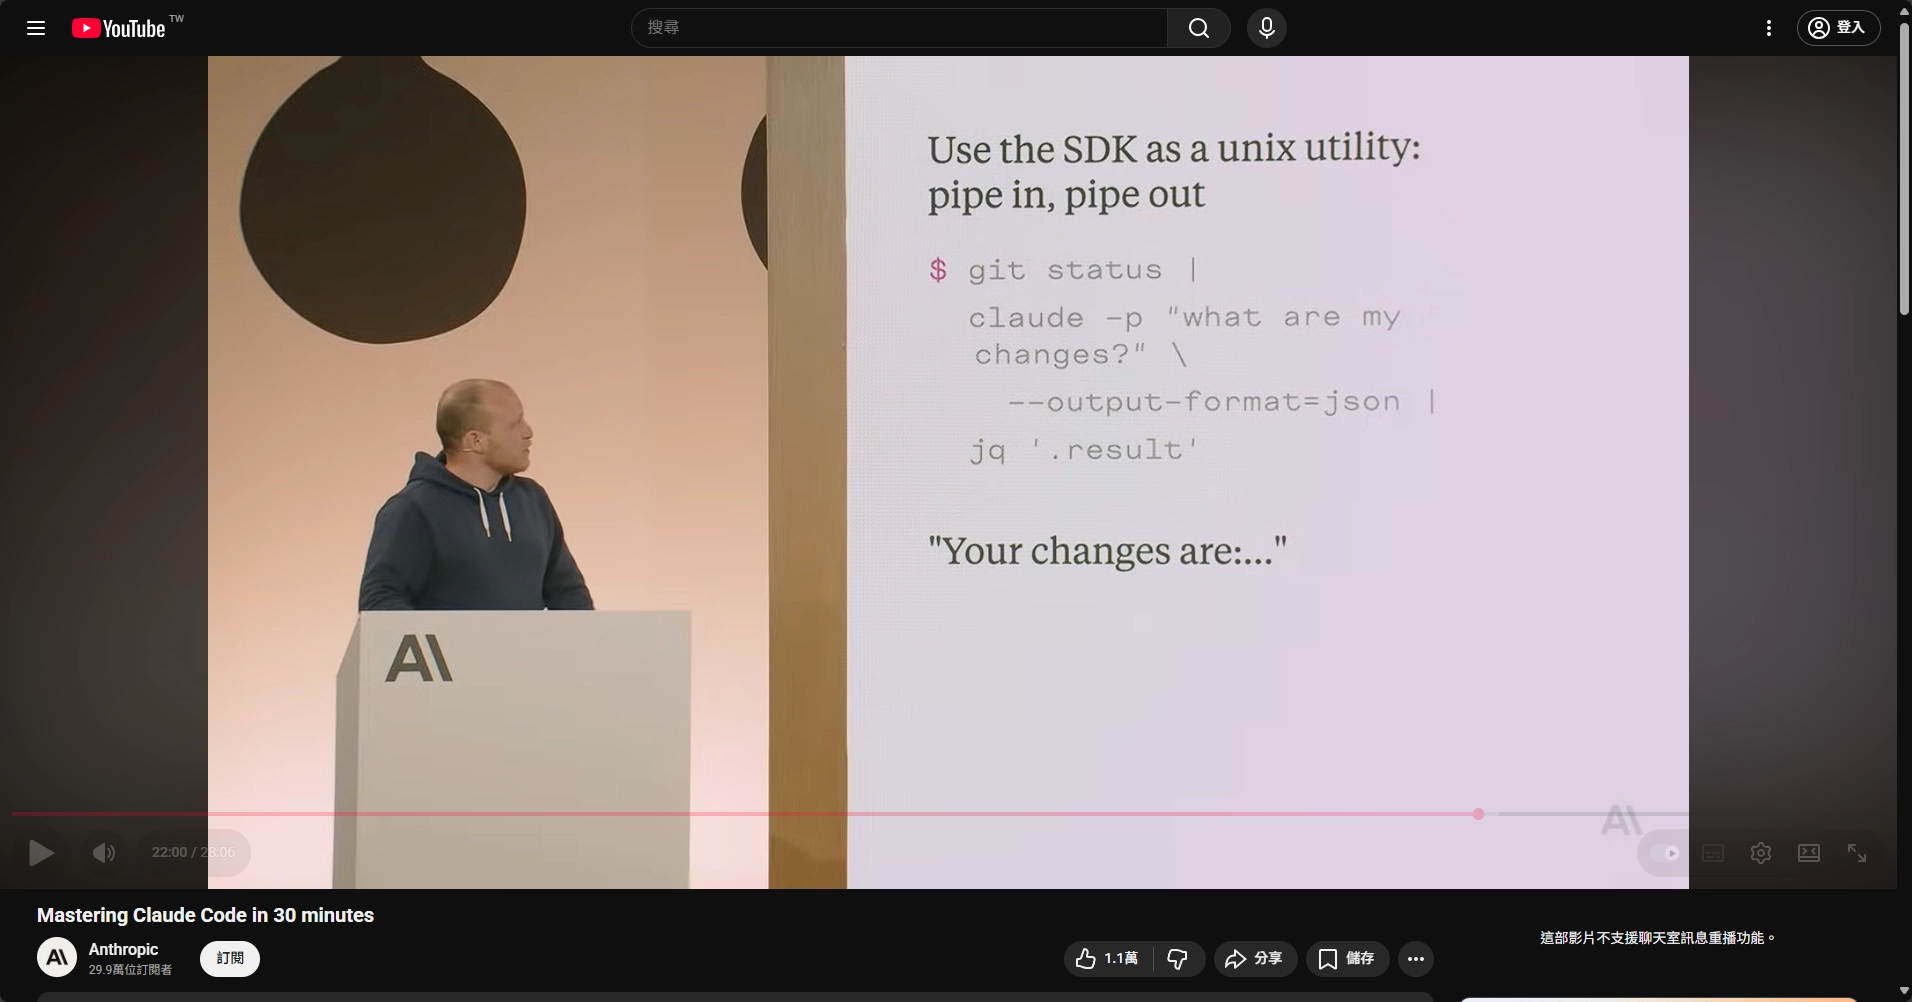 YouTube TW
搜尋
登入
Use the SDK as a unix utility:
pipe in, pipe out
$ git status |
claude -p "what are my
changes?" \
--output-format=json |
jq '.result'
"Your changes are:..."
AI
AI
22:00 / 28:06
Mastering Claude Code in 30 minutes
AI
Anthropic
29.9萬位訂閱者
訂閱
1.1萬
分享
儲存
這部影片不支援聊天室訊息重播功能。